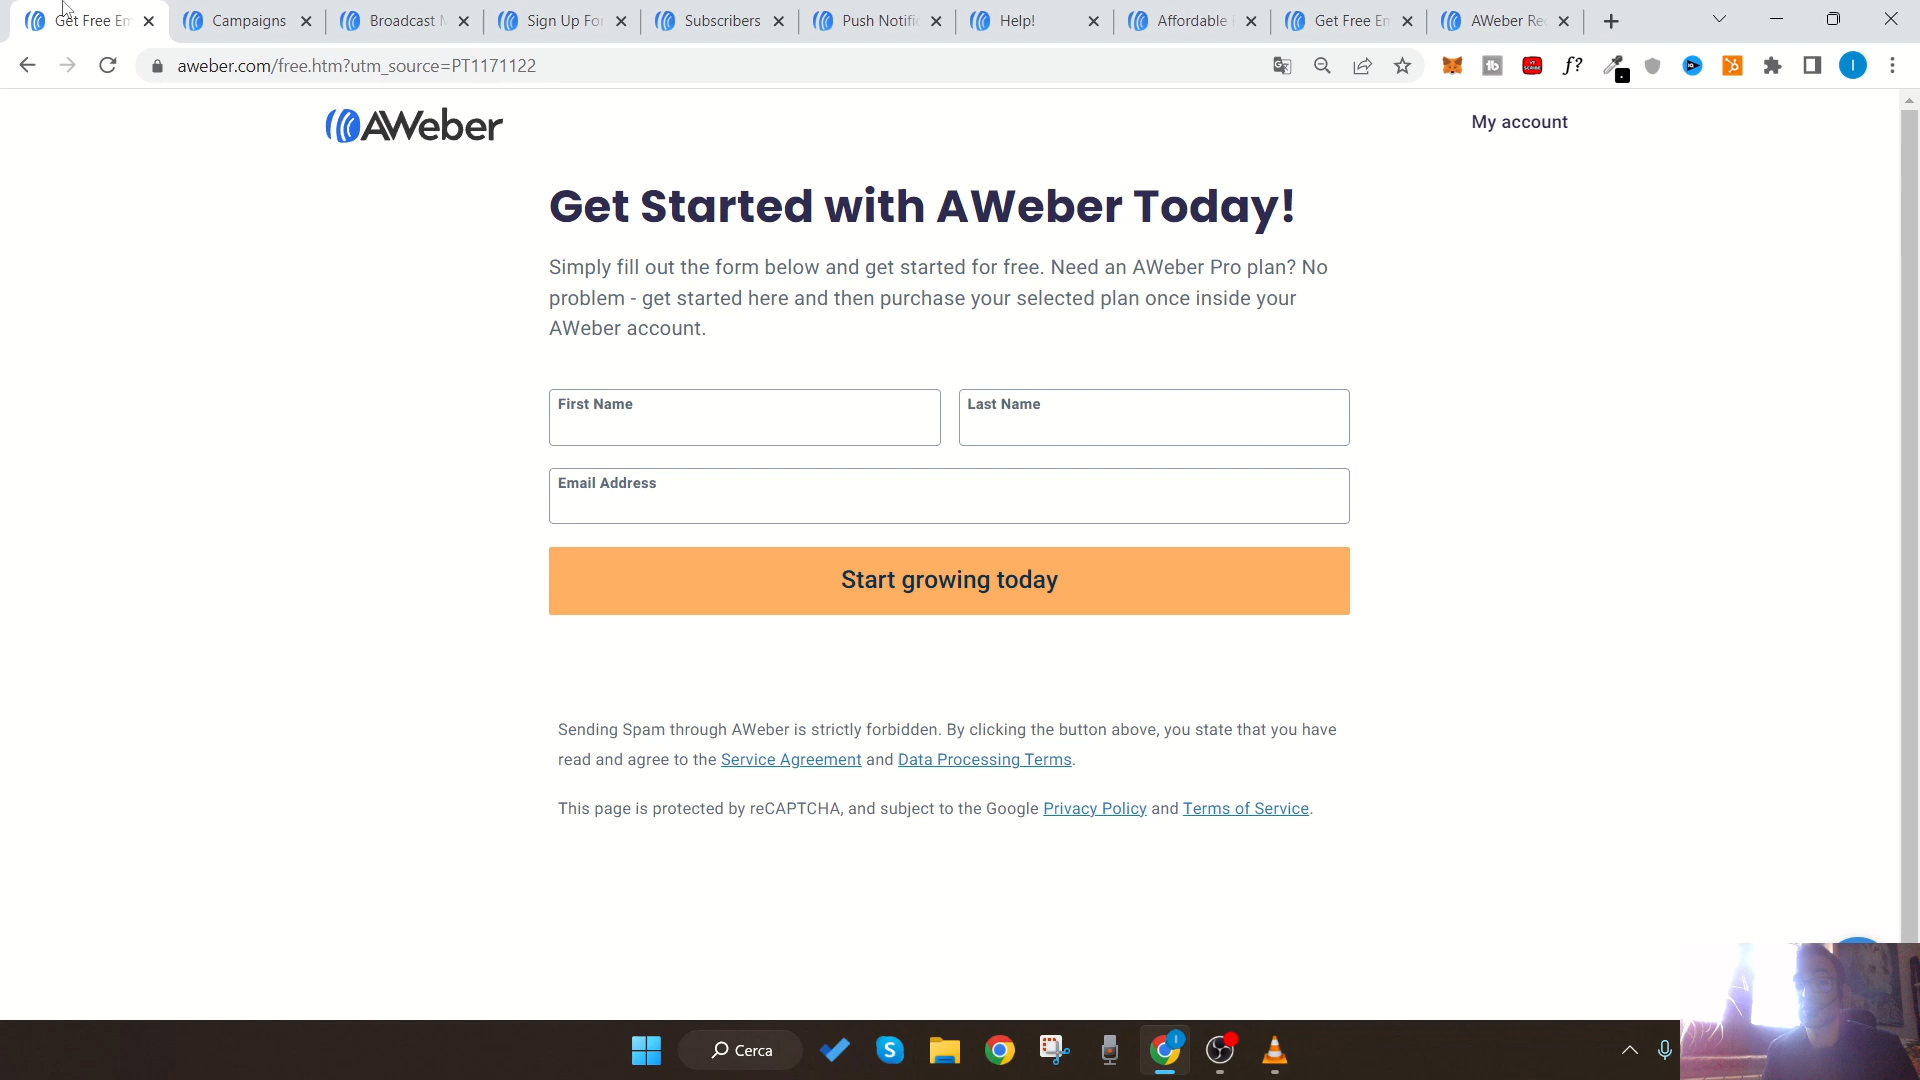 Get Free Em
Campaigns
Broadcast M
Sign Up For
Subscribers
Push Notific
Help!
Affordable
Get Free Em
AWeber Re
aweber.com/free.htm?utm_source=PT1171122
AWeber
My account
Get Started with AWeber Today!
Simply fill out the form below and get started for free. Need an AWeber Pro plan? No
problem - get started here and then purchase your selected plan once inside your
AWeber account.
First Name
Last Name
Email Address
Start growing today
Sending Spam through AWeber is strictly forbidden. By clicking the button above, you state that you have
read and agree to the Service Agreement and Data Processing Terms.
This page is protected by reCAPTCHA, and subject to the Google Privacy Policy and Terms of Service.
Cerca